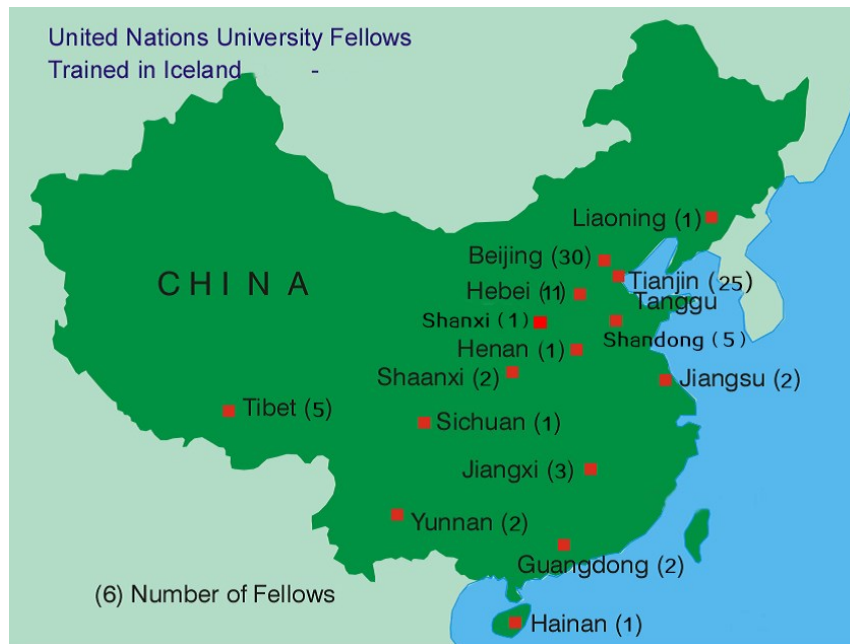 United Nations University Fellows
Trained in Iceland -
Liaoning (1)
Beijing (30)
CHINA
Tianjin (25)
Hebei (11)
Tanggu
Shanxi (1)
Shandong (5)
Henan (1)
Shaanxi (2)
Jiangsu (2)
Tibet (5)
Sichuan (1)
Jiangxi (3)
Yunnan (2)
Guangdong (2)
(6) Number of Fellows
Hainan (1)